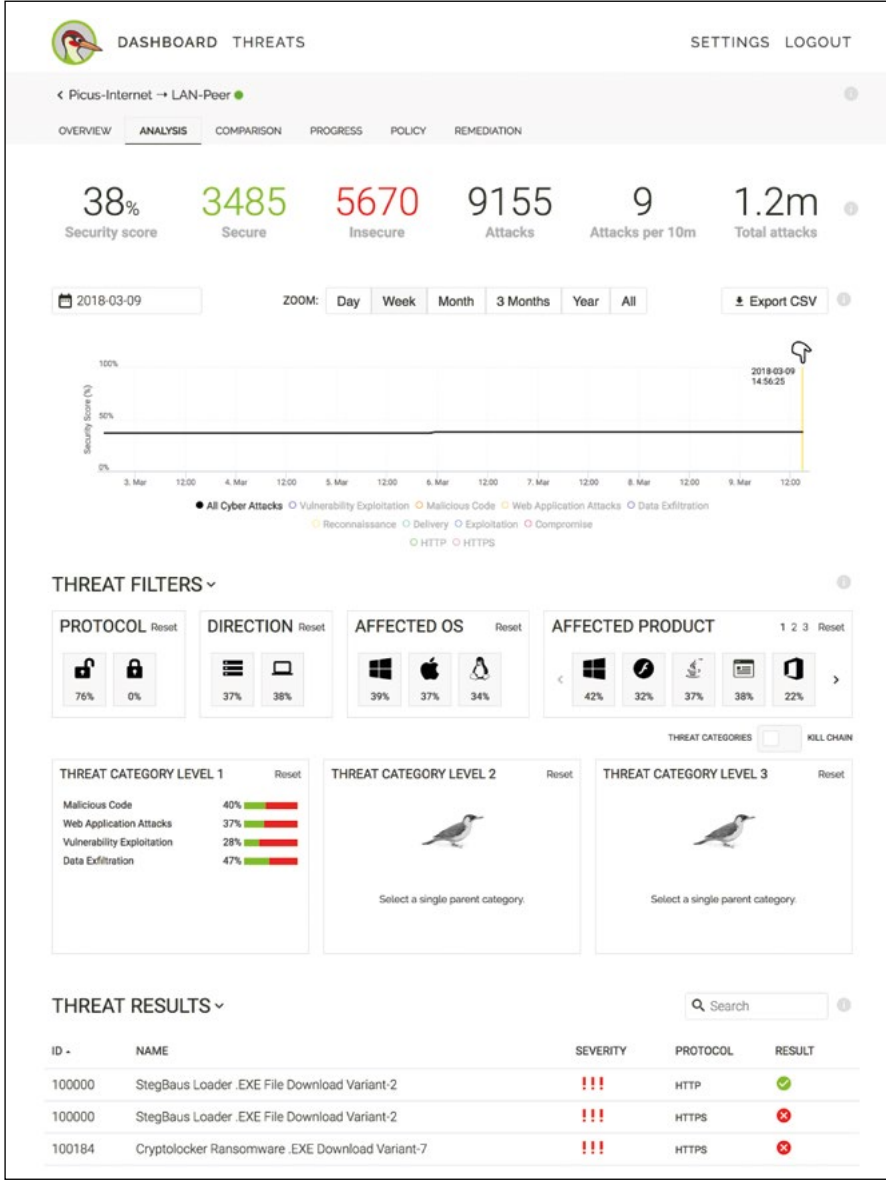 DASHBOARD THREATS SETTINGS LOGOUT
< Picus-Internet → LAN-Peer
OVERVIEW ANALYSIS COMPARISON PROGRESS POLICY REMEDIATION
38% 3485 5670 9155 9 1.2m
Security score Secure Insecure Attacks Attacks per 10m Total attacks
2018-03-09 ZOOM: Day Week Month 3 Months Year All Export CSV
100%
2018-03-09
14:56:25
Security Score (%)
50%
0%
3. Mar 12:00 4. Mar 12:00 5. Mar 12:00 6. Mar 12:00 7. Mar 12:00 8. Mar 12:00 9. Mar 12:00
All Cyber Attacks Vulnerability Exploitation Malicious Code Web Application Attacks Data Exfiltration
Reconnaissance Delivery Exploitation Compromise
HTTP HTTPS
THREAT FILTERS
PROTOCOL Reset DIRECTION Reset AFFECTED OS Reset AFFECTED PRODUCT 1 2 3 Reset
76% 0% 37% 38% 39% 37% 34% < 42% 32% 37% 38% 22% >
THREAT CATEGORIES KILL CHAIN
THREAT CATEGORY LEVEL 1 Reset THREAT CATEGORY LEVEL 2 Reset THREAT CATEGORY LEVEL 3 Reset
Malicious Code 40%
Web Application Attacks 37%
Vulnerability Exploitation 28%
Data Exfiltration 47%
Select a single parent category. Select a single parent category.
THREAT RESULTS Search
ID NAME SEVERITY PROTOCOL RESULT
100000 StegBaus Loader .EXE File Download Variant-2 !!! HTTP
100000 StegBaus Loader .EXE File Download Variant-2 !!! HTTPS
100184 Cryptolocker Ransomware .EXE Download Variant-7 !!! HTTPS